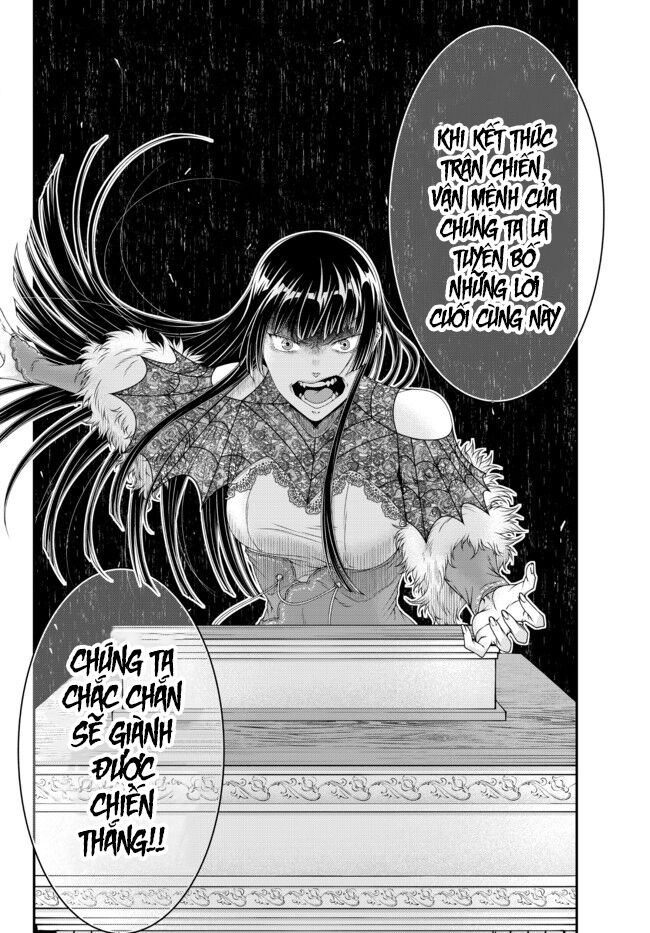 KHI KẾT THÚC
TRẬN CHIẾN,
VẬN MỆNH CỦA
CHÚNG TA LÀ
TUYÊN BỐ
NHỮNG LỜI
CUỐI CÙNG NÀY
CHÚNG TA
CHẮC CHẮN
SẼ GIÀNH
ĐƯỢC
CHIẾN
THẮNG!!